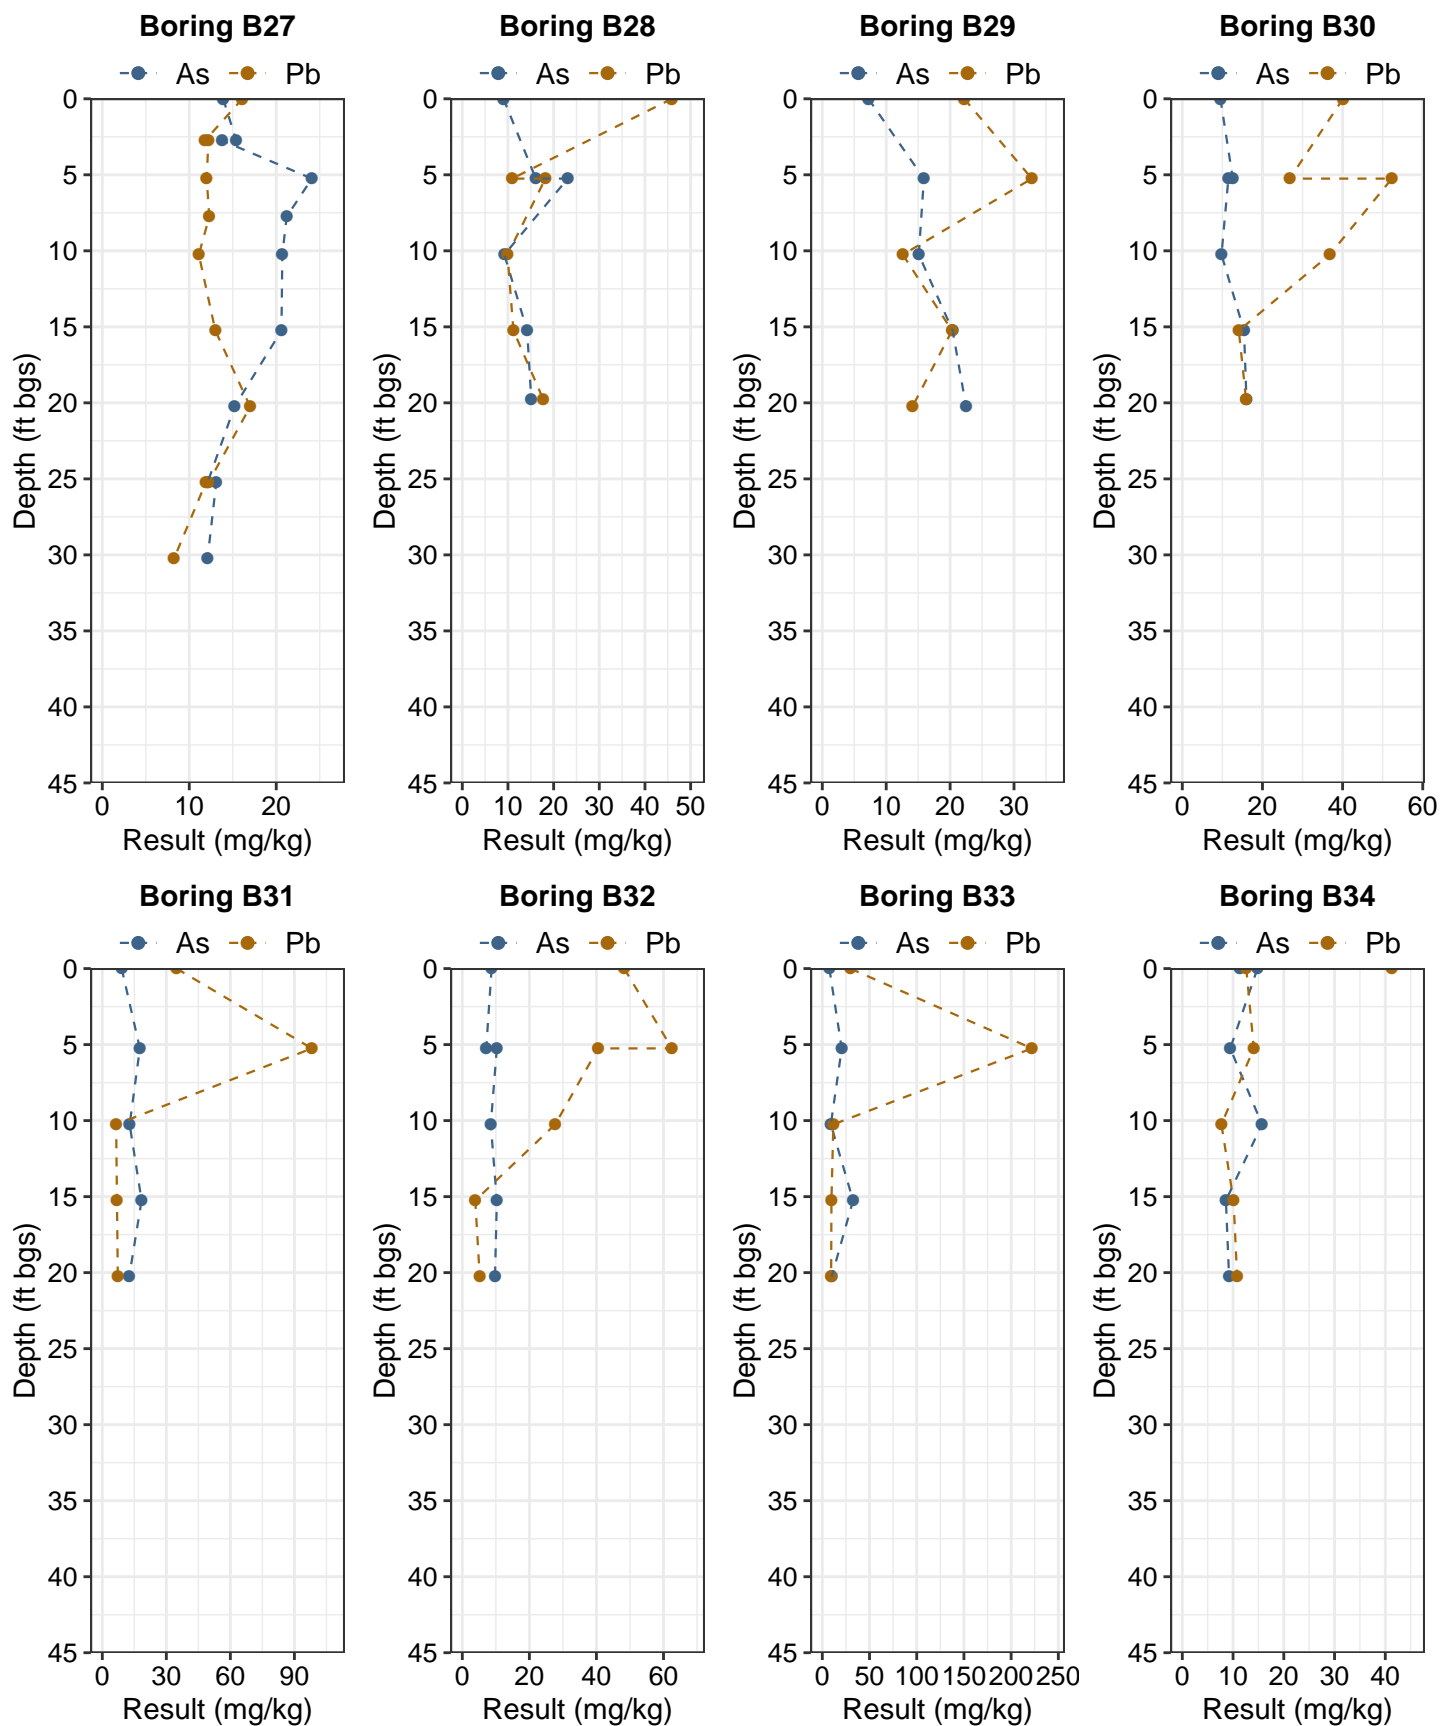 Boring B27
As Pb
0
5
10
15
20
25
30
35
40
45
Depth (ft bgs)
0 10 20
Result (mg/kg)
Boring B28
As Pb
0
5
10
15
20
25
30
35
40
45
Depth (ft bgs)
0 10 20 30 40 50
Result (mg/kg)
Boring B29
As Pb
0
5
10
15
20
25
30
35
40
45
Depth (ft bgs)
0 10 20 30
Result (mg/kg)
Boring B30
As Pb
0
5
10
15
20
25
30
35
40
45
Depth (ft bgs)
0 20 40 60
Result (mg/kg)
Boring B31
As Pb
0
5
10
15
20
25
30
35
40
45
Depth (ft bgs)
0 30 60 90
Result (mg/kg)
Boring B32
As Pb
0
5
10
15
20
25
30
35
40
45
Depth (ft bgs)
0 20 40 60
Result (mg/kg)
Boring B33
As Pb
0
5
10
15
20
25
30
35
40
45
Depth (ft bgs)
0 50 100 150 200 250
Result (mg/kg)
Boring B34
As Pb
0
5
10
15
20
25
30
35
40
45
Depth (ft bgs)
0 10 20 30 40
Result (mg/kg)